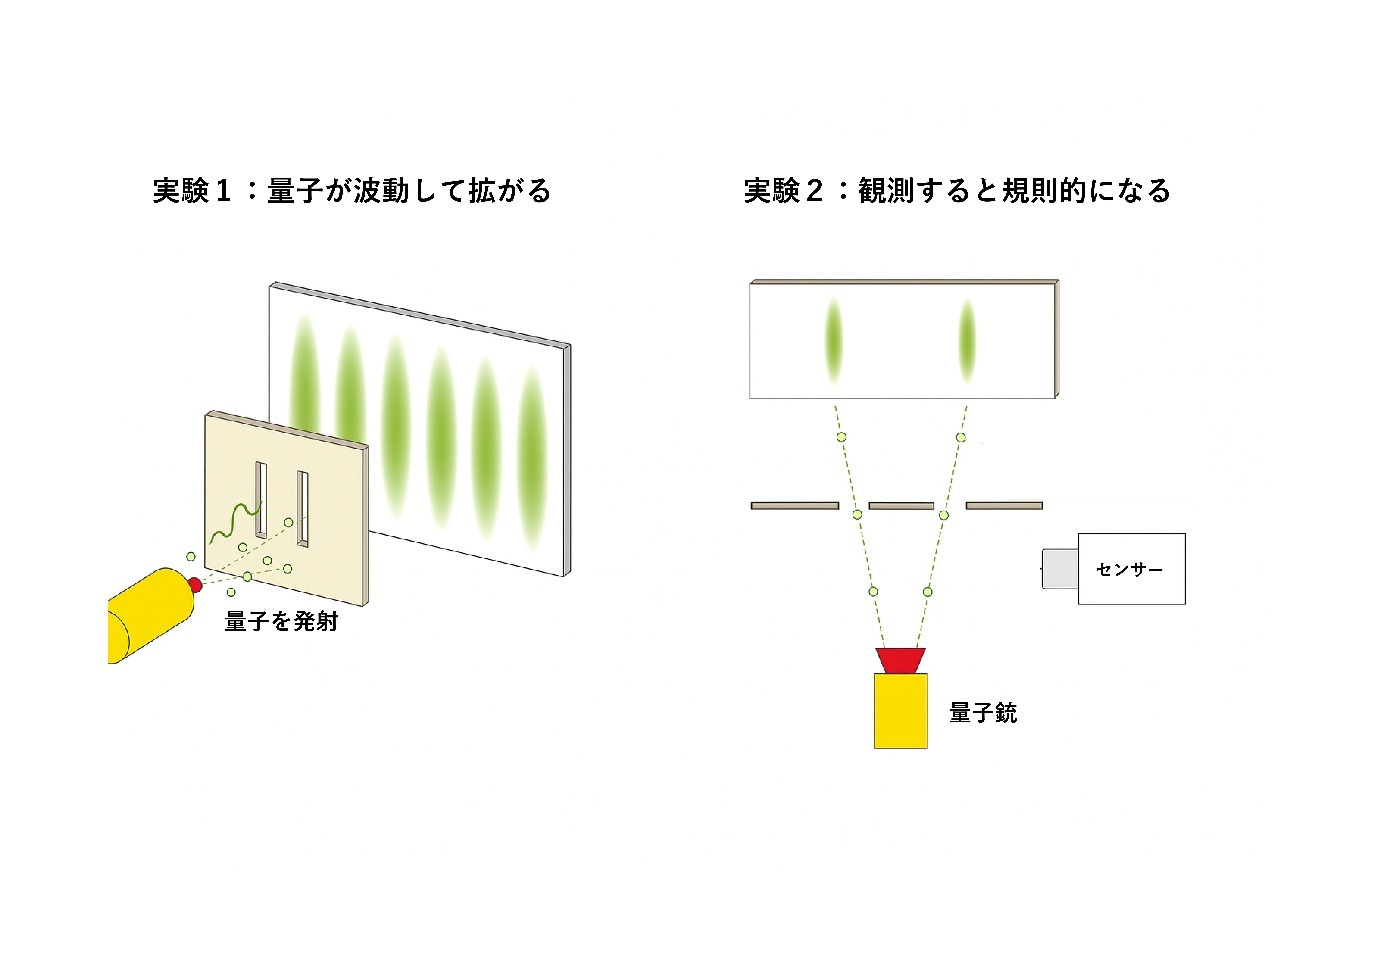 実験１：量子が波動して拡がる
実験２：観測すると規則的になる
量子を発射
センサー
量子銃